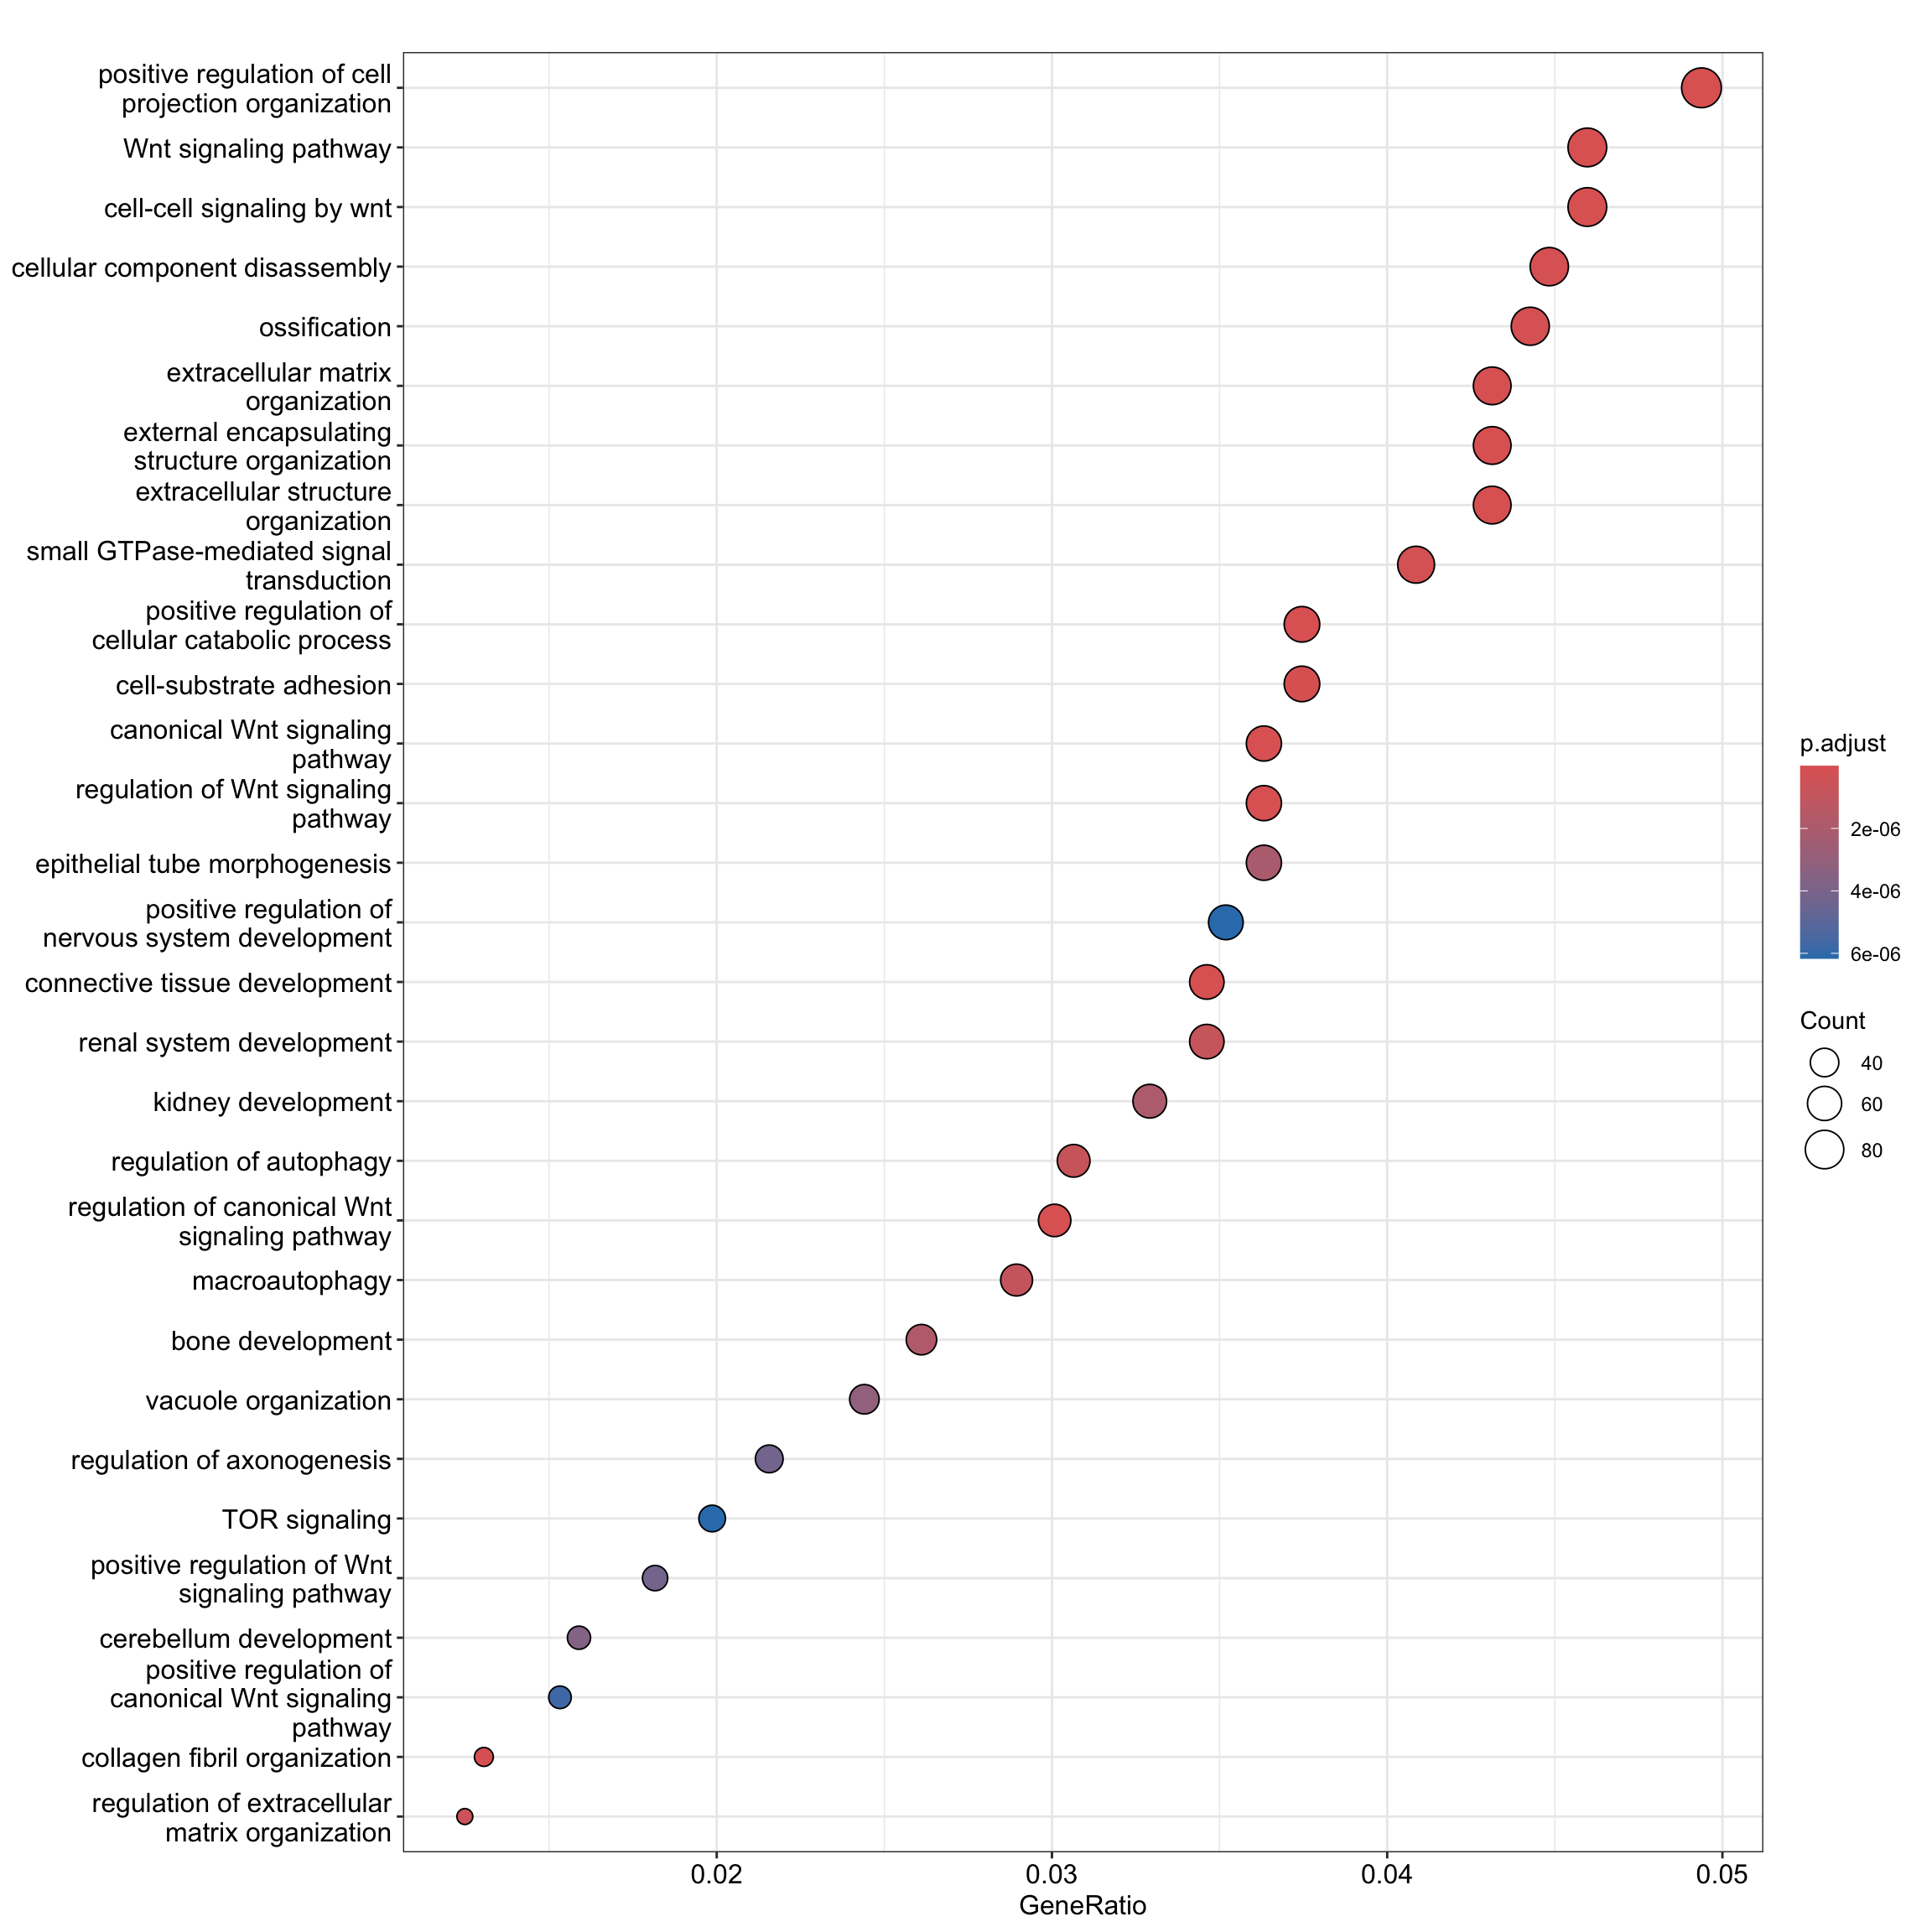 positive regulation of cell
projection organization
Wnt signaling pathway
cell-cell signaling by wnt
cellular component disassembly
ossification
extracellular matrix
organization
external encapsulating
structure organization
extracellular structure
organization
small GTPase-mediated signal
transduction
positive regulation of
cellular catabolic process
cell-substrate adhesion
canonical Wnt signaling
pathway
regulation of Wnt signaling
pathway
epithelial tube morphogenesis
positive regulation of
nervous system development
connective tissue development
renal system development
kidney development
regulation of autophagy
regulation of canonical Wnt
signaling pathway
macroautophagy
bone development
vacuole organization
regulation of axonogenesis
TOR signaling
positive regulation of Wnt
signaling pathway
cerebellum development
positive regulation of
canonical Wnt signaling
pathway
collagen fibril organization
regulation of extracellular
matrix organization
0.02 0.03 0.04 0.05
GeneRatio
p.adjust
2e-06
4e-06
6e-06
Count
40
60
80